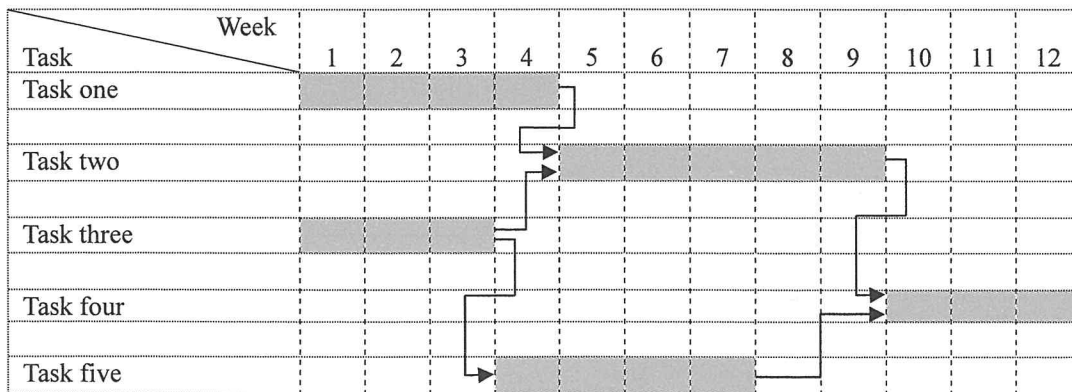 Week
Task
1 2 3 4 5 6 7 8 9 10 11 12
Task one
Task two
Task three
Task four
Task five